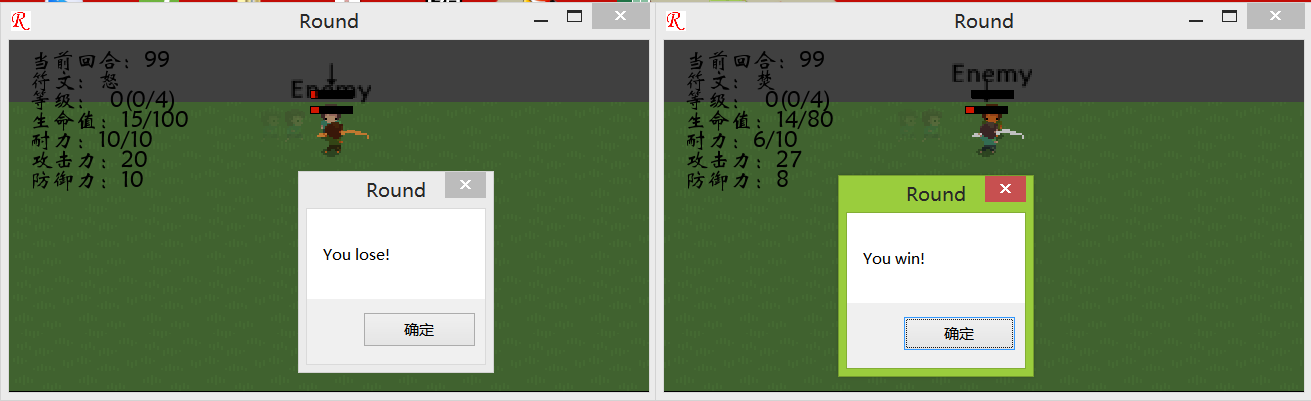 Round
当前回合：99
符文：怒
等级： 0(0/4)
生命值：15/100
耐力：10/10
攻击力：20
防御力：10
Enemy
Round
You lose!
确定
Round
当前回合：99
符文：焚
等级： 0(0/4)
生命值：14/80
耐力：6/10
攻击力：27
防御力：8
Enemy
Round
You win!
确定